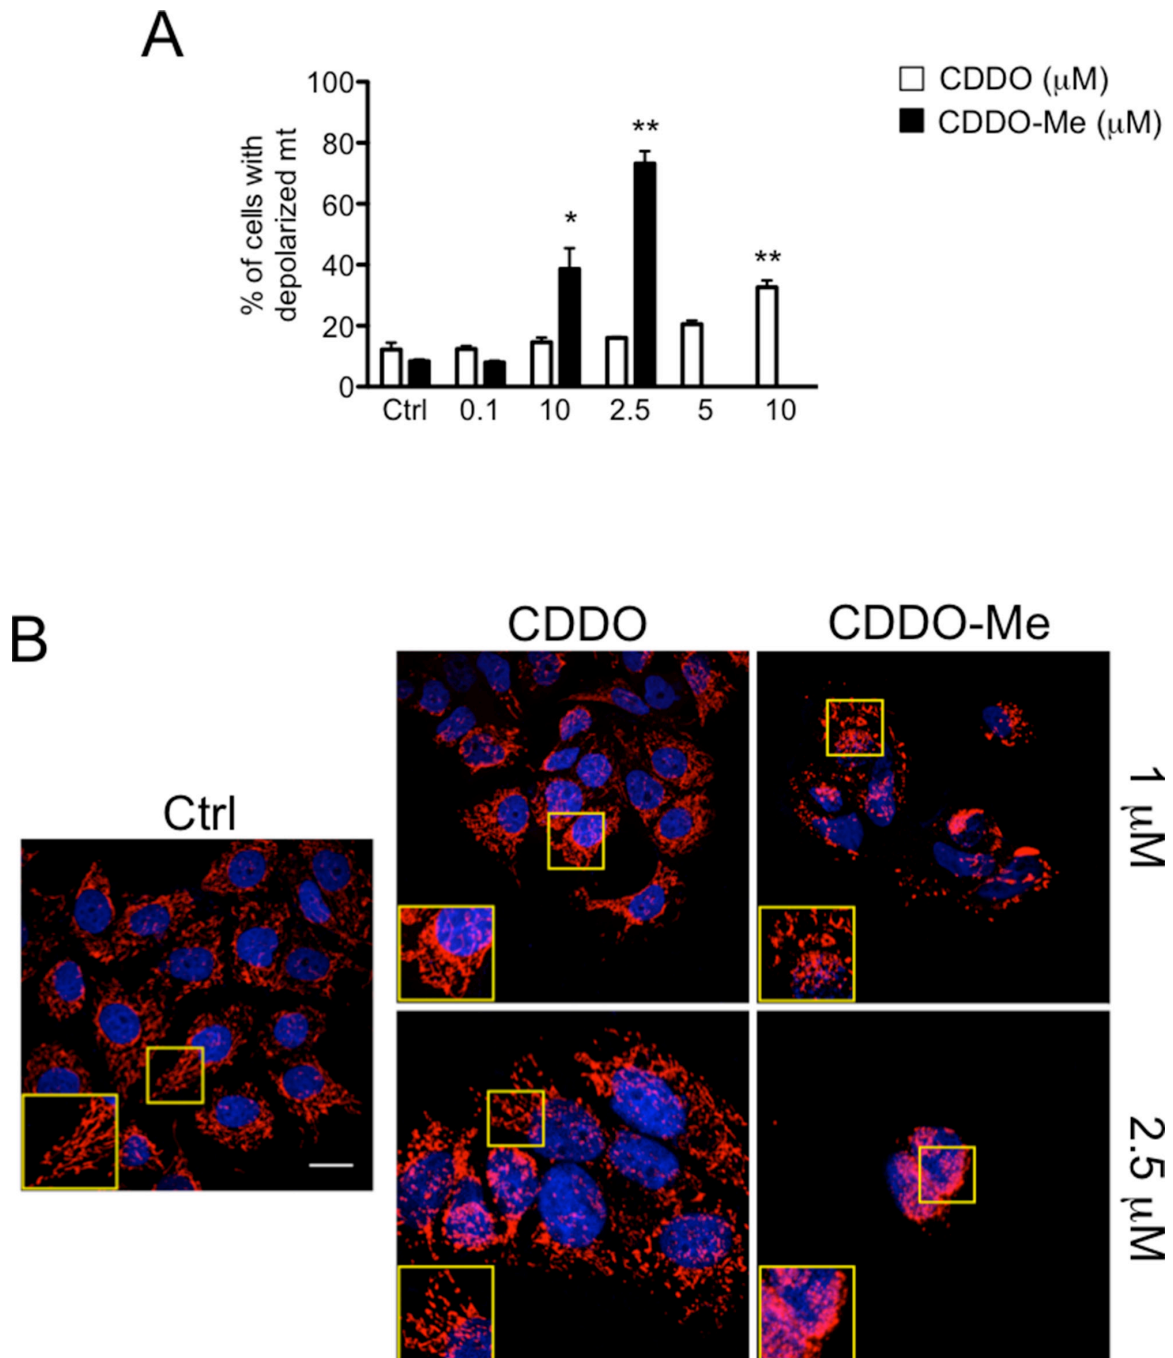 A
100
80
60
40
20
0
% of cells with
depolarized mt
*
**
**
Ctrl 0.1 10 2.5 5 10
CDDO (μM)
CDDO-Me (μM)
B
CDDO CDDO-Me
Ctrl
1 μM
2.5 μM